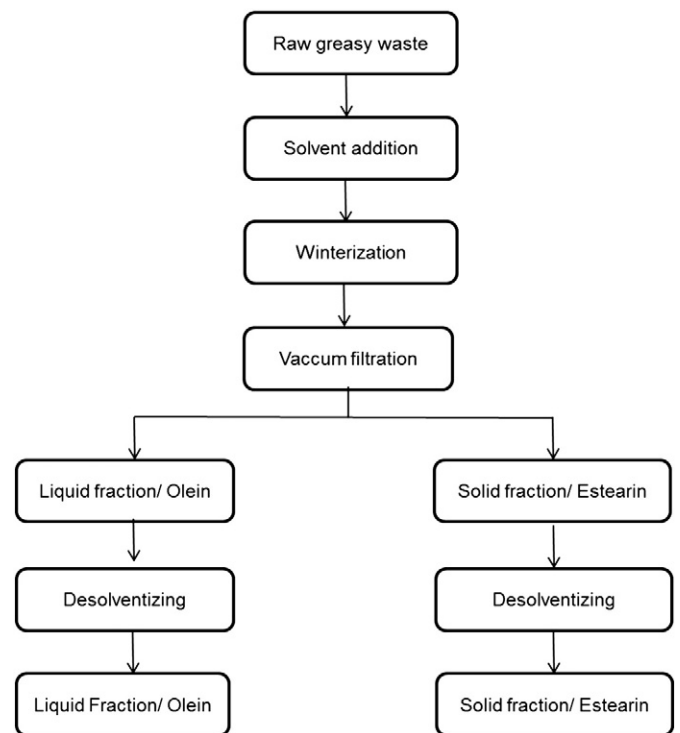 Raw greasy waste
Solvent addition
Winterization
Vaccum filtration
Liquid fraction/ Olein
Solid fraction/ Estearin
Desolventizing
Desolventizing
Liquid Fraction/ Olein
Solid fraction/ Estearin